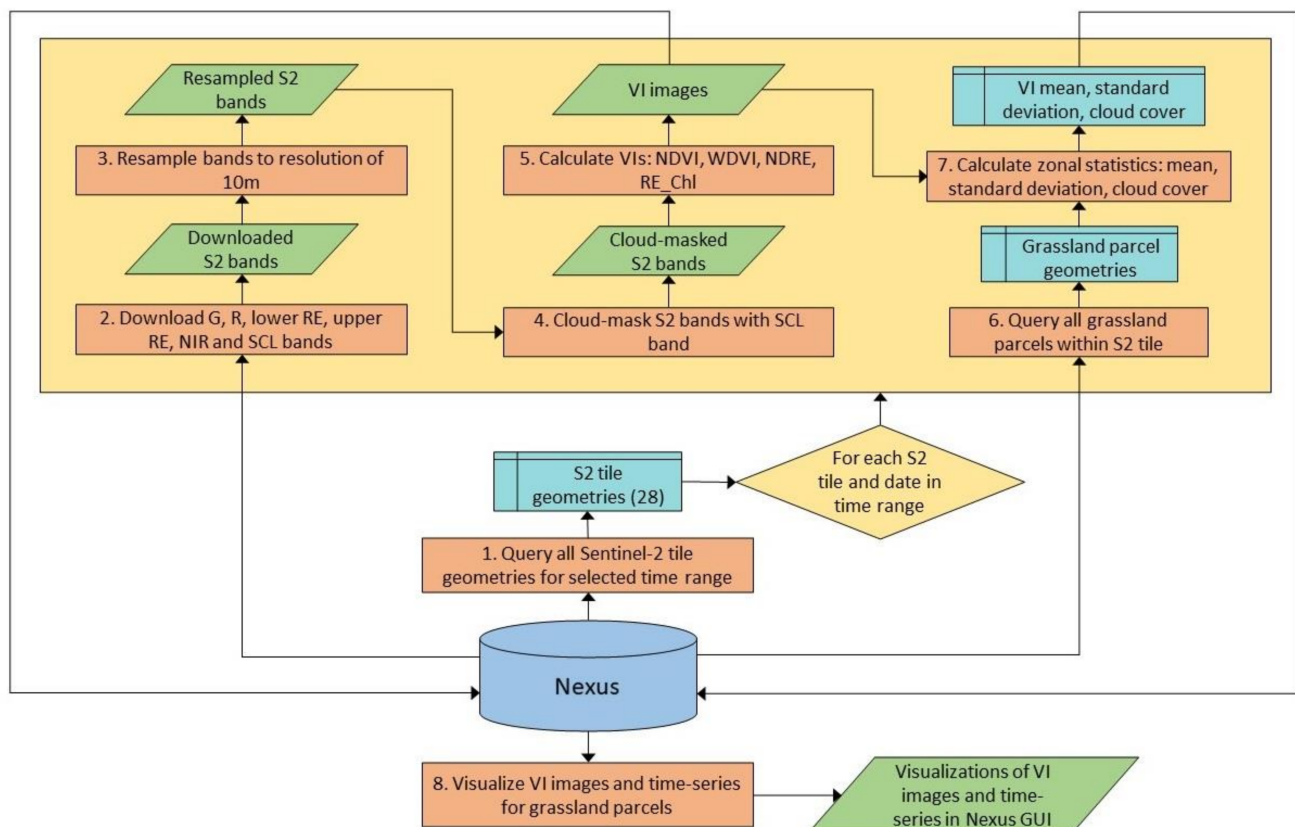 Resampled S2
bands
VI images
VI mean, standard
deviation, cloud cover
3. Resample bands to resolution of
10m
5. Calculate VIs: NDVI, WDVI, NDRE,
RE_Chl
7. Calculate zonal statistics: mean,
standard deviation, cloud cover
Downloaded
S2 bands
Cloud-masked
S2 bands
Grassland parcel
geometries
2. Download G, R, lower RE, upper
RE, NIR and SCL bands
4. Cloud-mask S2 bands with SCL
band
6. Query all grassland
parcels within S2 tile
S2 tile
geometries (28)
For each S2
tile and date in
time range
1. Query all Sentinel-2 tile
geometries for selected time range
Nexus
8. Visualize VI images and time-series
for grassland parcels
Visualizations of VI
images and time-
series in Nexus GUI